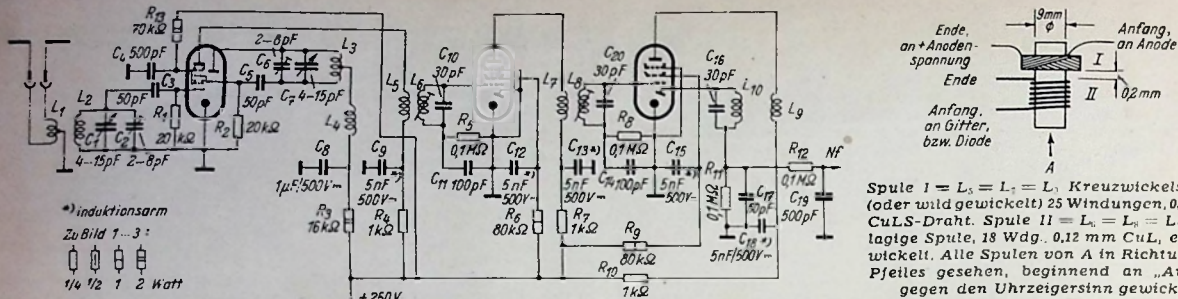 R13
70kΩ
C4 500pF
C3
50pF
L1
L2
C1
4–15pF
C2
2–8pF
R1
20kΩ
R2
20kΩ
C5
50pF
2–8pF
C6
C7
4–15pF
L3
L4
C8
1µF/500V–
R3
16kΩ
+250V
L5
C9
5nF *)
500V–
R4
1kΩ
L6
C10
30pF
R5
0,1MΩ
C11
100pF
C12
5nF *)
500V–
R6
80kΩ
L7
C13 *)
5nF
500V–
R7
1kΩ
L8
C20
30pF
R8
0,1MΩ
C14
100pF
C15
5nF *)
500V–
R9
80kΩ
R10
1kΩ
C16
30pF
L10
L9
R11
0,1MΩ
C17
50pF
C18 *)
5nF/500V–
R12
0,1MΩ
C19
500pF
Nf
*) induktionsarm
Zu Bild 1...3:
1/4 1/2 1 2 Watt
9mm
φ
Ende,
an + Anoden-
spannung
Anfang,
an Anode
I
Ende
II
0,2mm
Anfang,
an Gitter,
bzw. Diode
A
Spule I = L5 = L7 = L9 Kreuzwickels
(oder wild gewickelt) 25 Windungen, 0,
CuLS-Draht. Spule II = L6 = L8 = L
lagige Spule, 18 Wdg., 0,12 mm CuL, e
wickelt. Alle Spulen von A in Richtu
Pfeiles gesehen, beginnend an „A
gegen den Uhrzeigersinn gewick